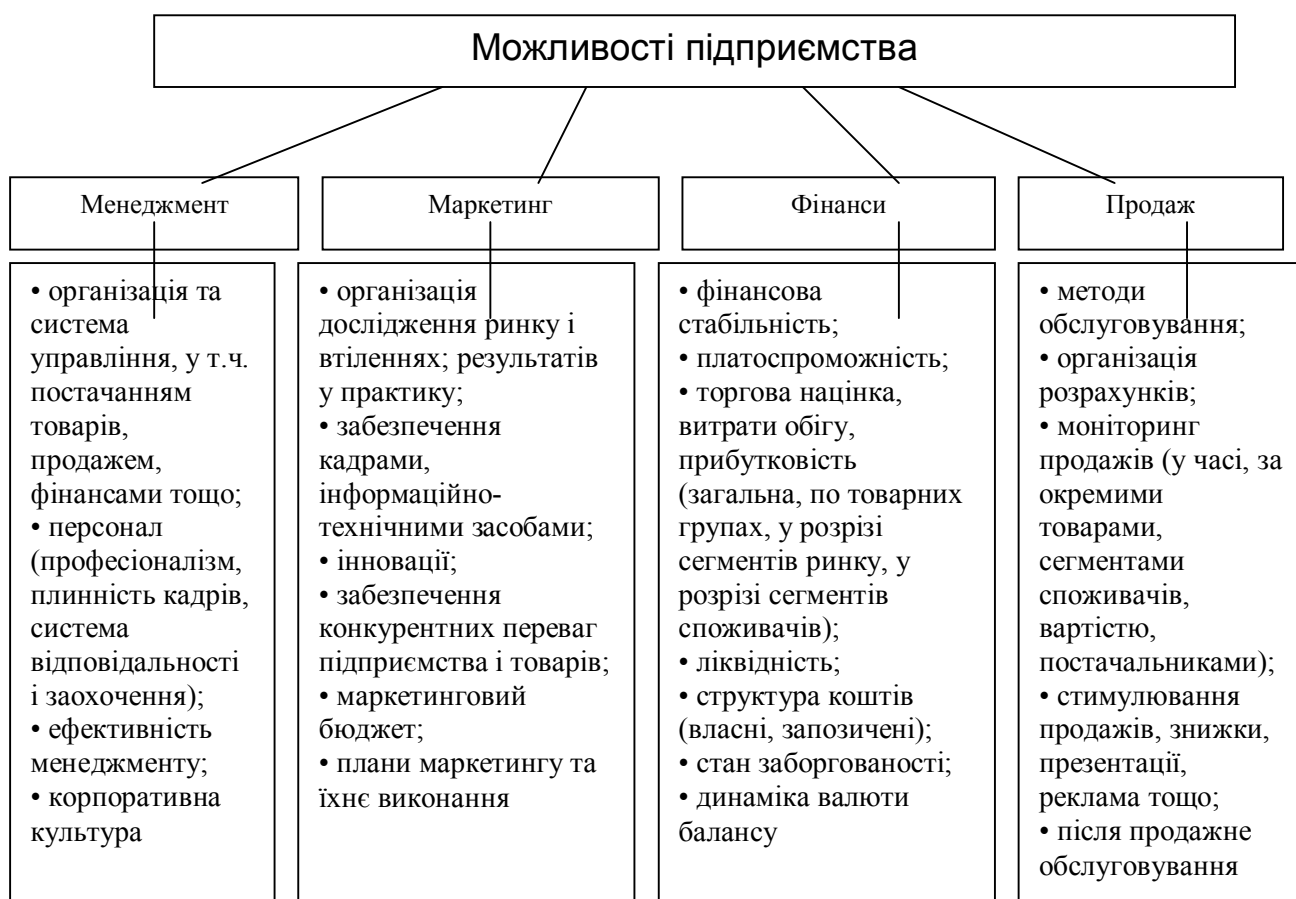 Можливості підприємства
Менеджмент
Маркетинг
Фінанси
Продаж
• організація та
система
управління, у т.ч.
постачанням
товарів,
продажем,
фінансами тощо;
• персонал
(професіоналізм,
плинність кадрів,
система
відповідальності
і заохочення);
• ефективність
менеджменту;
• корпоративна
культура
• організація
дослідження ринку і
втіленнях; результатів
у практику;
• забезпечення
кадрами,
інформаційно-
технічними засобами;
• інновації;
• забезпечення
конкурентних переваг
підприємства і товарів;
• маркетинговий
бюджет;
• плани маркетингу та
їхнє виконання
• фінансова
стабільність;
• платоспроможність;
• торгова націнка,
витрати обігу,
прибутковість
(загальна, по товарних
групах, у розрізі
сегментів ринку, у
розрізі сегментів
споживачів);
• ліквідність;
• структура коштів
(власні, запозичені);
• стан заборгованості;
• динаміка валюти
балансу
• методи
обслуговування;
• організація
розрахунків;
• моніторинг
продажів (у часі, за
окремими
товарами,
сегментами
споживачів,
вартістю,
постачальниками);
• стимулювання
продажів, знижки,
презентації,
реклама тощо;
• після продажне
обслуговування